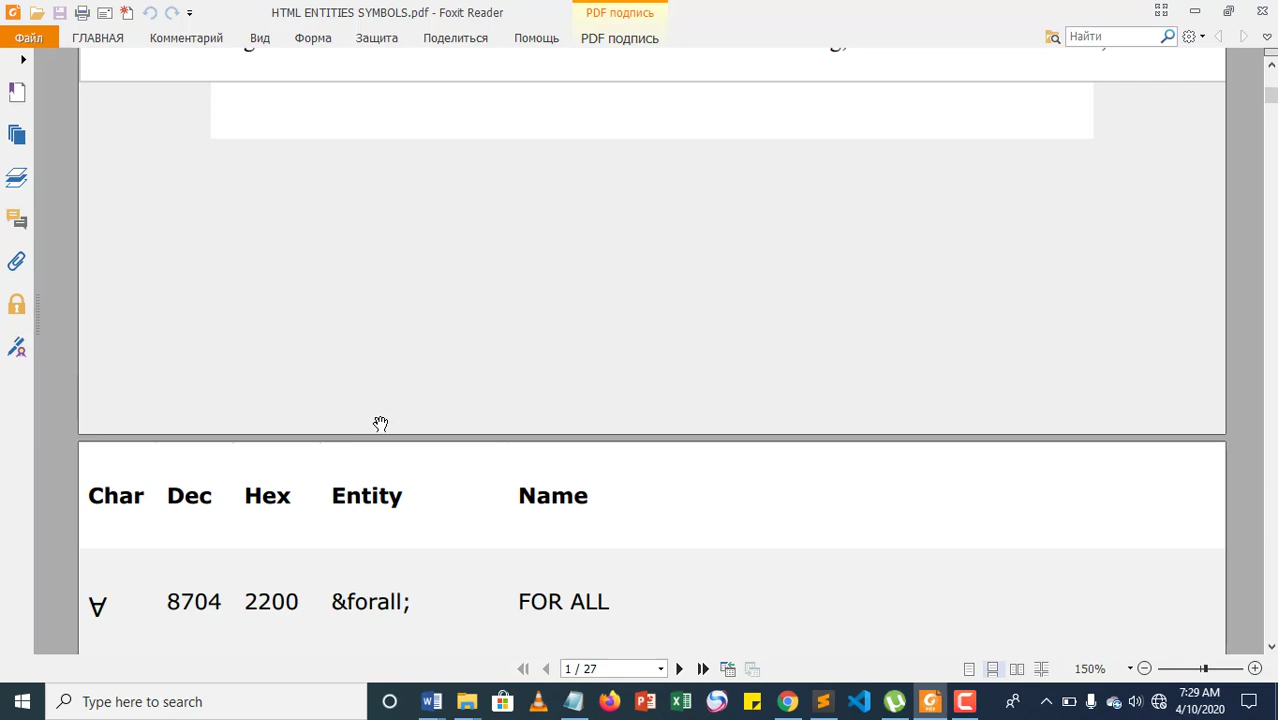 HTML ENTITIES SYMBOLS.pdf - Foxit Reader
PDF подпись
Файл
ГЛАВНАЯ
Комментарий
Вид
Форма
Защита
Поделиться
Помощь
PDF подпись
Найти
Char Dec Hex Entity Name
∀ 8704 2200 &forall; FOR ALL
1 / 27
150%
Type here to search
7:29 AM
4/10/2020